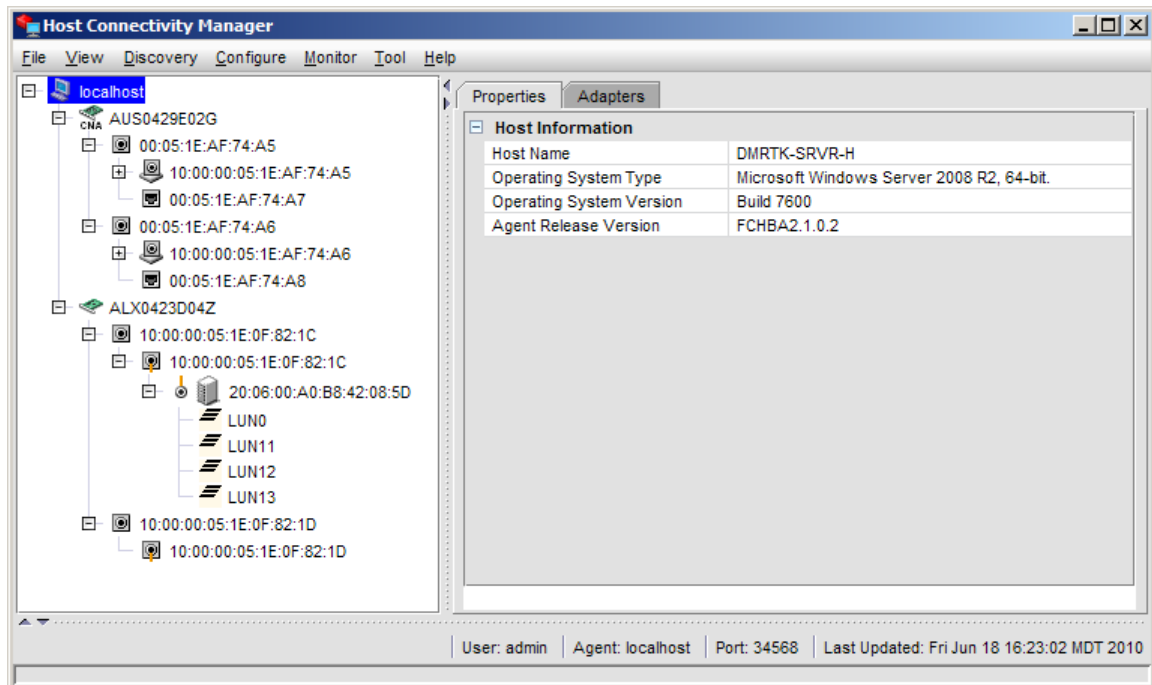 Host Connectivity Manager
File View Discovery Configure Monitor Tool Help
localhost
CNA AUS0429E02G
00:05:1E:AF:74:A5
10:00:00:05:1E:AF:74:A5
00:05:1E:AF:74:A7
00:05:1E:AF:74:A6
10:00:00:05:1E:AF:74:A6
00:05:1E:AF:74:A8
ALX0423D04Z
10:00:00:05:1E:0F:82:1C
10:00:00:05:1E:0F:82:1C
20:06:00:A0:B8:42:08:5D
LUN0
LUN11
LUN12
LUN13
10:00:00:05:1E:0F:82:1D
10:00:00:05:1E:0F:82:1D
Properties Adapters
Host Information
Host Name DMRTK-SRVR-H
Operating System Type Microsoft Windows Server 2008 R2, 64-bit.
Operating System Version Build 7600
Agent Release Version FCHBA2.1.0.2
User: admin Agent: localhost Port: 34568 Last Updated: Fri Jun 18 16:23:02 MDT 2010